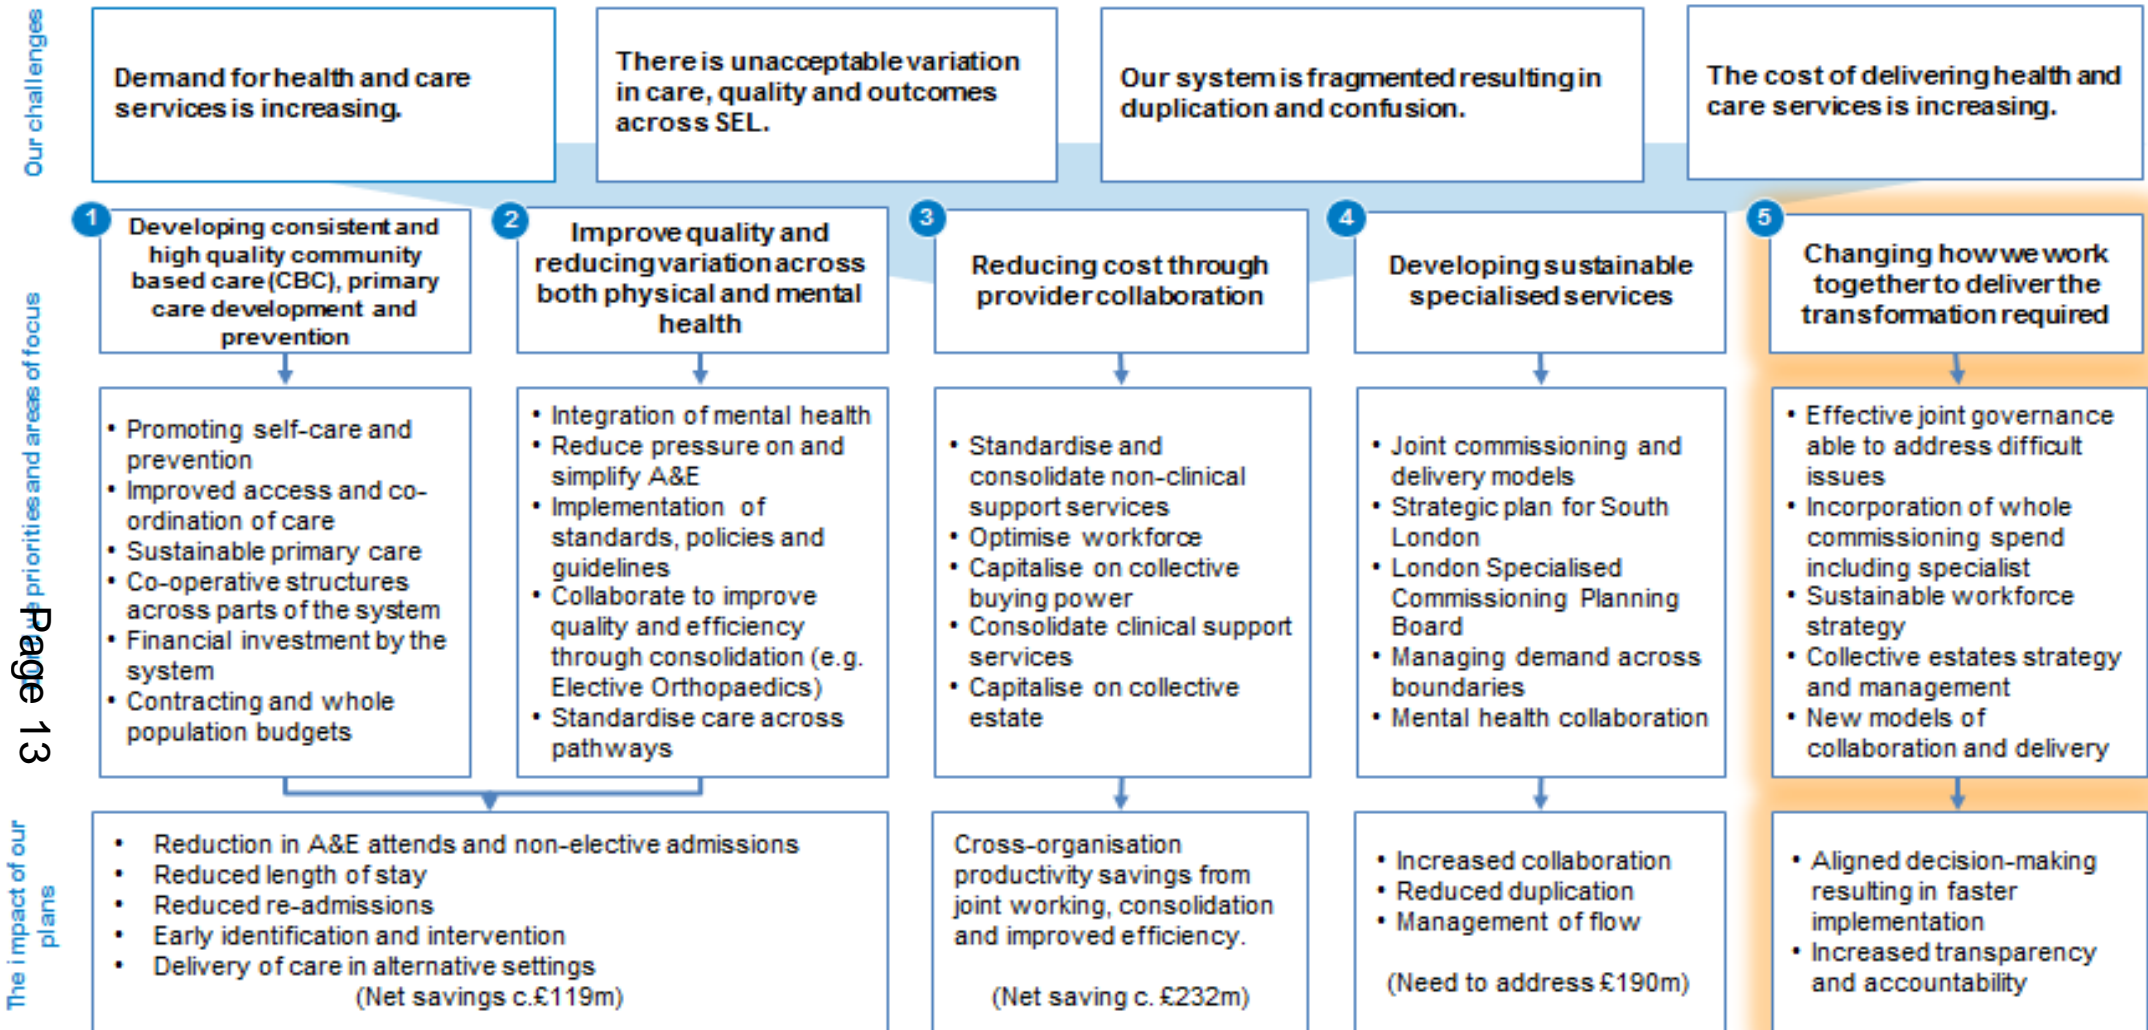 Our challenges
Demand for health and care
services is increasing.
There is unacceptable variation
in care, quality and outcomes
across SEL.
Our system is fragmented resulting in
duplication and confusion.
The cost of delivering health and
care services is increasing.
priorities and areas of focus
1
Developing consistent and
high quality community
based care (CBC), primary
care development and
prevention
2
Improve quality and
reducing variation across
both physical and mental
health
3
Reducing cost through
provider collaboration
4
Developing sustainable
specialised services
5
Changing how we work
together to deliver the
transformation required
• Promoting self-care and
prevention
• Improved access and co-
ordination of care
• Sustainable primary care
• Co-operative structures
across parts of the system
• Financial investment by the
system
• Contracting and whole
population budgets
• Integration of mental health
• Reduce pressure on and
simplify A&E
• Implementation of
standards, policies and
guidelines
• Collaborate to improve
quality and efficiency
through consolidation (e.g.
Elective Orthopaedics)
• Standardise care across
pathways
• Standardise and
consolidate non-clinical
support services
• Optimise workforce
• Capitalise on collective
buying power
• Consolidate clinical support
services
• Capitalise on collective
estate
• Joint commissioning and
delivery models
• Strategic plan for South
London
• London Specialised
Commissioning Planning
Board
• Managing demand across
boundaries
• Mental health collaboration
• Effective joint governance
able to address difficult
issues
• Incorporation of whole
commissioning spend
including specialist
• Sustainable workforce
strategy
• Collective estates strategy
and management
• New models of
collaboration and delivery
Page 13
The impact of our
plans
• Reduction in A&E attends and non-elective admissions
• Reduced length of stay
• Reduced re-admissions
• Early identification and intervention
• Delivery of care in alternative settings
(Net savings c.£119m)
Cross-organisation
productivity savings from
joint working, consolidation
and improved efficiency.
(Net saving c. £232m)
• Increased collaboration
• Reduced duplication
• Management of flow
(Need to address £190m)
• Aligned decision-making
resulting in faster
implementation
• Increased transparency
and accountability